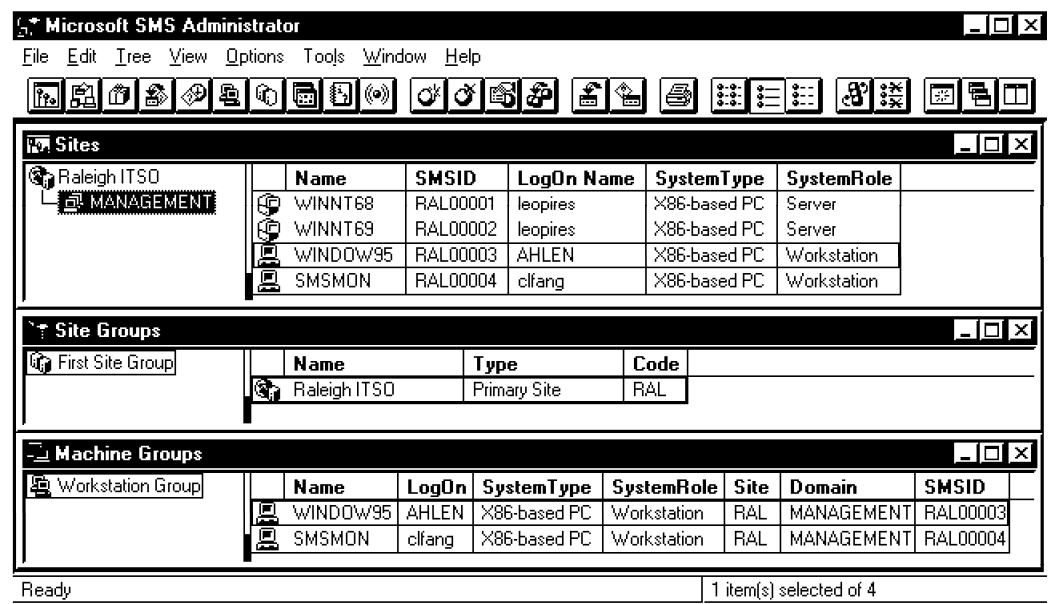 Microsoft SMS Administrator
File Edit Tree View Options Tools Window Help
Sites
Raleigh ITSO
MANAGEMENT
Name SMSID LogOn Name SystemType SystemRole
WINNT68 RAL00001 leopires X86-based PC Server
WINNT69 RAL00002 leopires X86-based PC Server
WINDOW95 RAL00003 AHLEN X86-based PC Workstation
SMSMON RAL00004 clfang X86-based PC Workstation
Site Groups
First Site Group
Name Type Code
Raleigh ITSO Primary Site RAL
Machine Groups
Workstation Group
Name LogOn SystemType SystemRole Site Domain SMSID
WINDOW95 AHLEN X86-based PC Workstation RAL MANAGEMENT RAL00003
SMSMON clfang X86-based PC Workstation RAL MANAGEMENT RAL00004
Ready 1 item(s) selected of 4